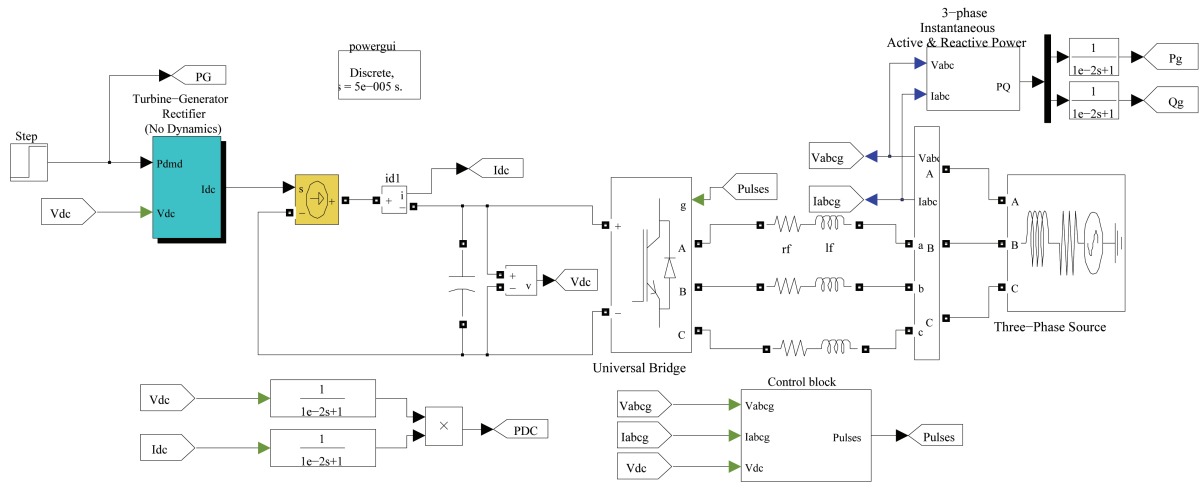 3−phase
Instantaneous
Active & Reactive Power
powergui
Discrete,
s = 5e−005 s.
PG
Turbine−Generator
Rectifier
(No Dynamics)
Step
Pdmd
Idc
Vdc
Vdc
s
+
−
id1
i
+
−
Idc
+
−
v
Vdc
Pulses
g
+
−
A
B
C
Universal Bridge
rf
lf
Vabc
Iabc
PQ
1
1e−2s+1
Pg
1
1e−2s+1
Qg
Vabcg
Iabcg
Vabc
A
Iabc
a
B
b
C
c
A
B
C
Three−Phase Source
Vdc
1
1e−2s+1
Idc
1
1e−2s+1
×
PDC
Control block
Vabcg
Iabcg
Vdc
Vabcg
Iabcg
Vdc
Pulses
Pulses